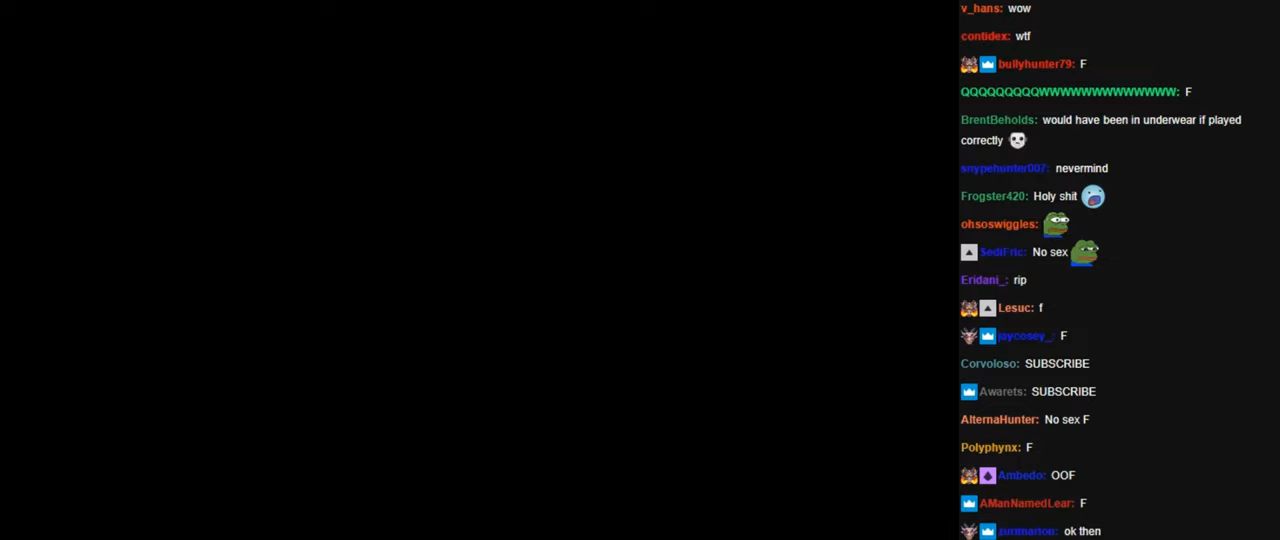 v_hans: wow
contidex: wtf
bullyhunter79: F
QQQQQQQQQWWWWWWWWWWWWW: F
BrentBeholds: would have been in underwear if played
correctly
snypehunter007: nevermind
Frogster420: Holy shit
ohsoswiggles:
SediFric: No sex
Eridani_: rip
Lesuc: f
jaycosey_: F
Corvoloso: SUBSCRIBE
Awarets: SUBSCRIBE
AlternaHunter: No sex F
Polyphynx: F
Ambedo: OOF
AManNamedLear: F
zurimarton: ok then